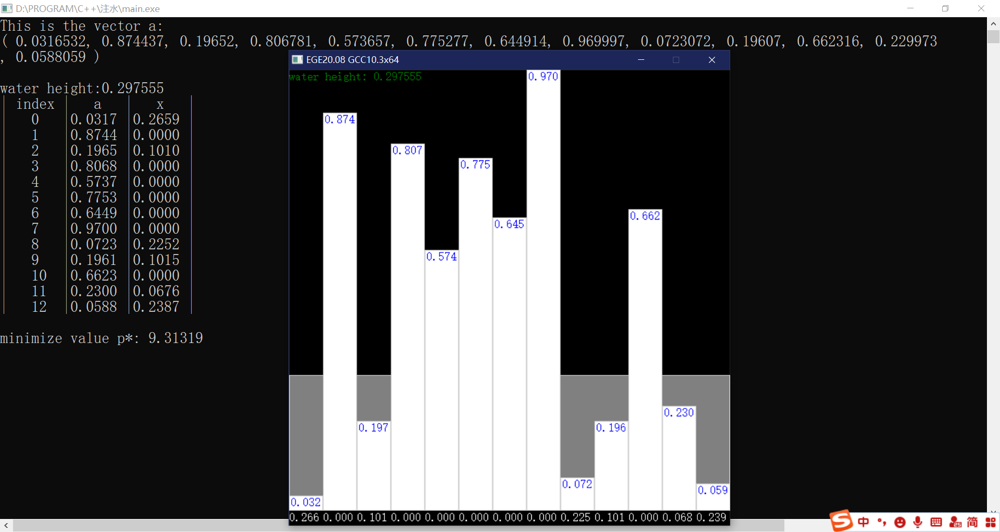 D:\PROGRAM\C++\注水\main.exe
This is the vector a:
( 0.0316532, 0.874437, 0.19652, 0.806781, 0.573657, 0.775277, 0.644914, 0.969997, 0.0723072, 0.19607, 0.662316, 0.229973
, 0.0588059 )
water height:0.297555
index a x
0 0.0317 0.2659
1 0.8744 0.0000
2 0.1965 0.1010
3 0.8068 0.0000
4 0.5737 0.0000
5 0.7753 0.0000
6 0.6449 0.0000
7 0.9700 0.0000
8 0.0723 0.2252
9 0.1961 0.1015
10 0.6623 0.0000
11 0.2300 0.0676
12 0.0588 0.2387
minimize value p*: 9.31319
EGE20.08 GCC10.3x64
water height: 0.297555
0.970
0.874
0.807
0.775
0.662
0.645
0.574
0.230
0.197
0.196
0.072
0.059
0.032
0.266 0.000 0.101 0.000 0.000 0.000 0.000 0.000 0.225 0.101 0.000 0.068 0.239
S 中 25 简